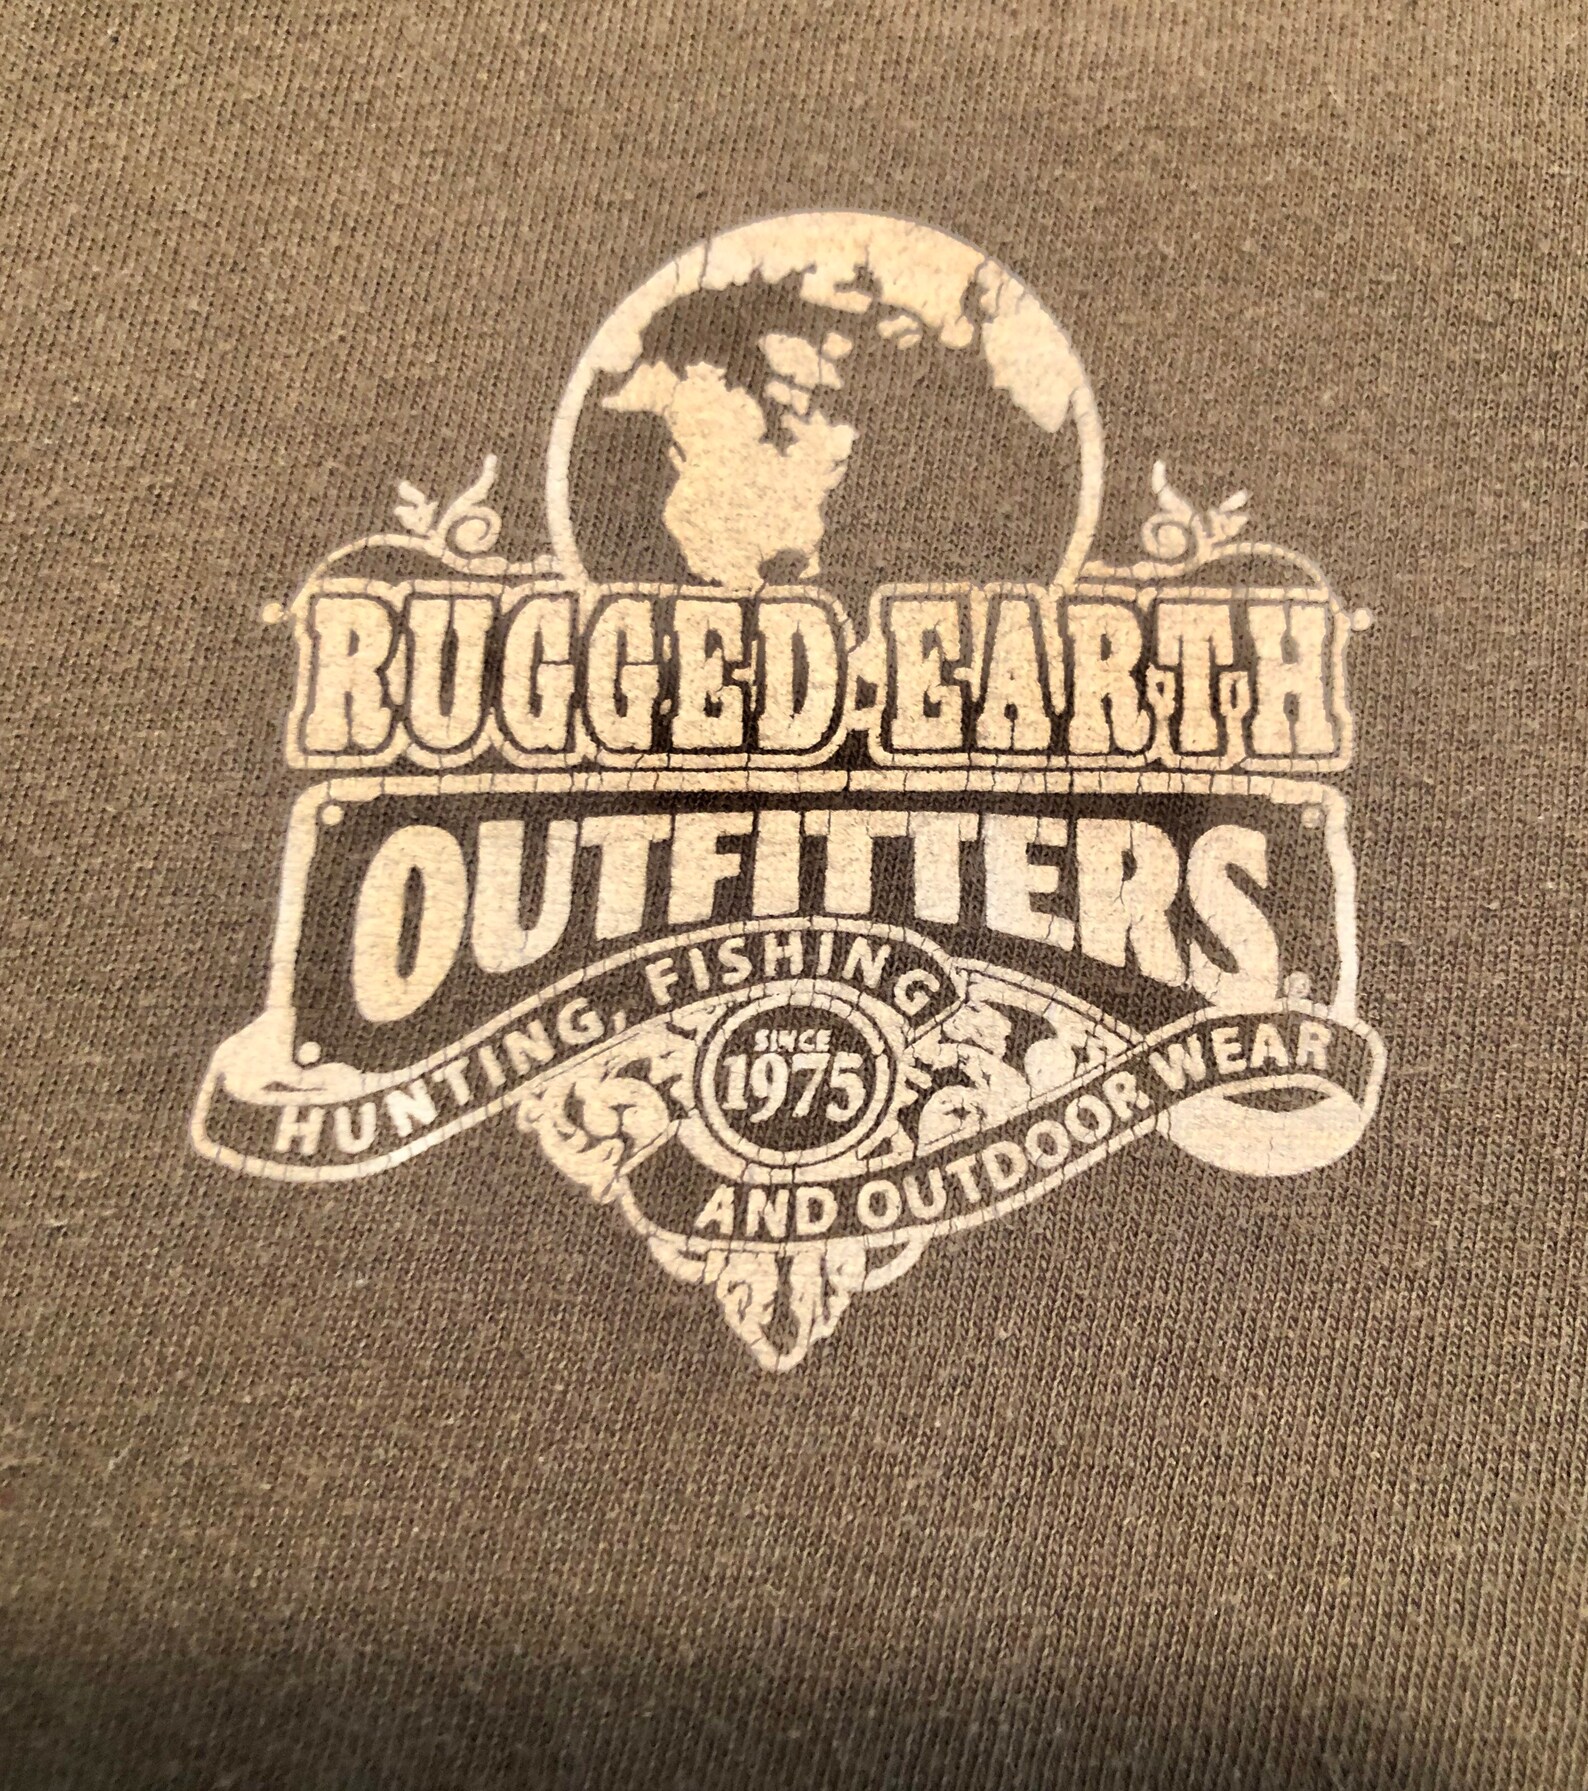 RUGGED EARTH
OUTFITTERS®
HUNTING, FISHING
SINCE
1975
AND OUTDOOR WEAR